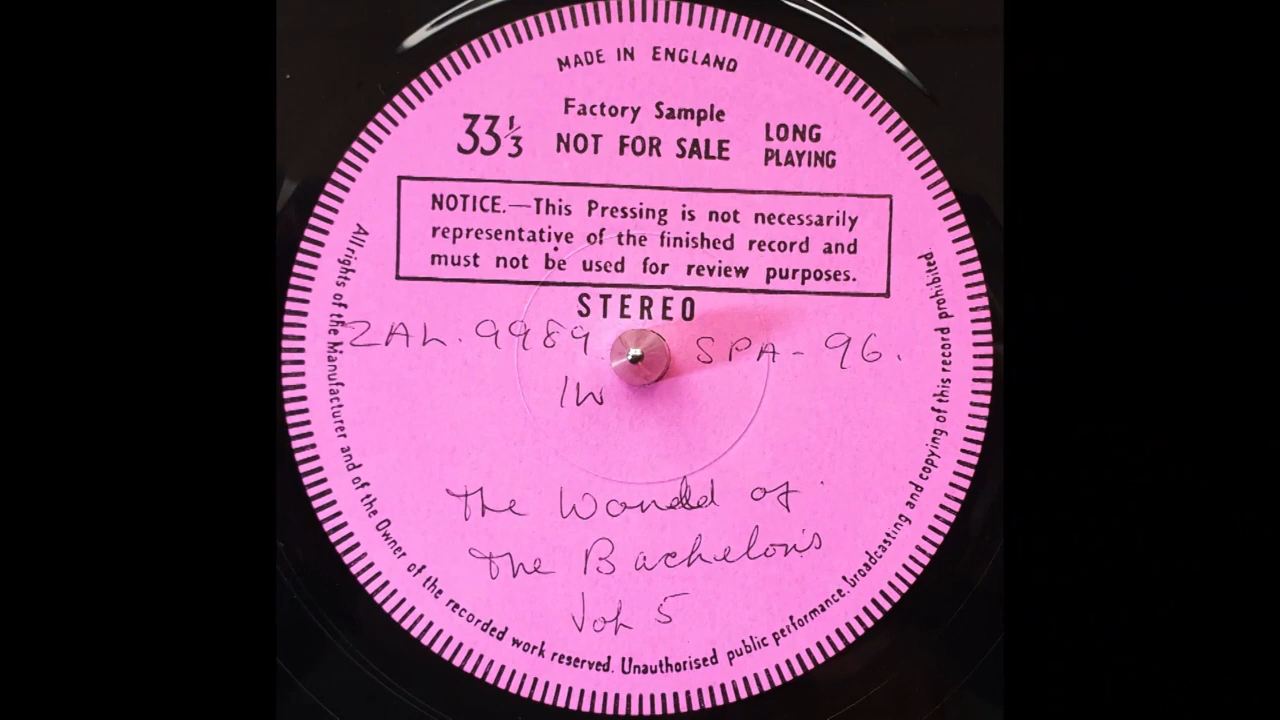 MADE IN ENGLAND
Factory Sample
33⅓ NOT FOR SALE LONG PLAYING
NOTICE.—This Pressing is not necessarily
representative of the finished record and
must not be used for review purposes.
STEREO
ZAL. 9989. SPA - 96.
1W
The World of
The Bachelors
Vol 5
All rights of the Manufacturer and of the Owner of the recorded work reserved. Unauthorised public performance, broadcasting and copying of this record prohibited.